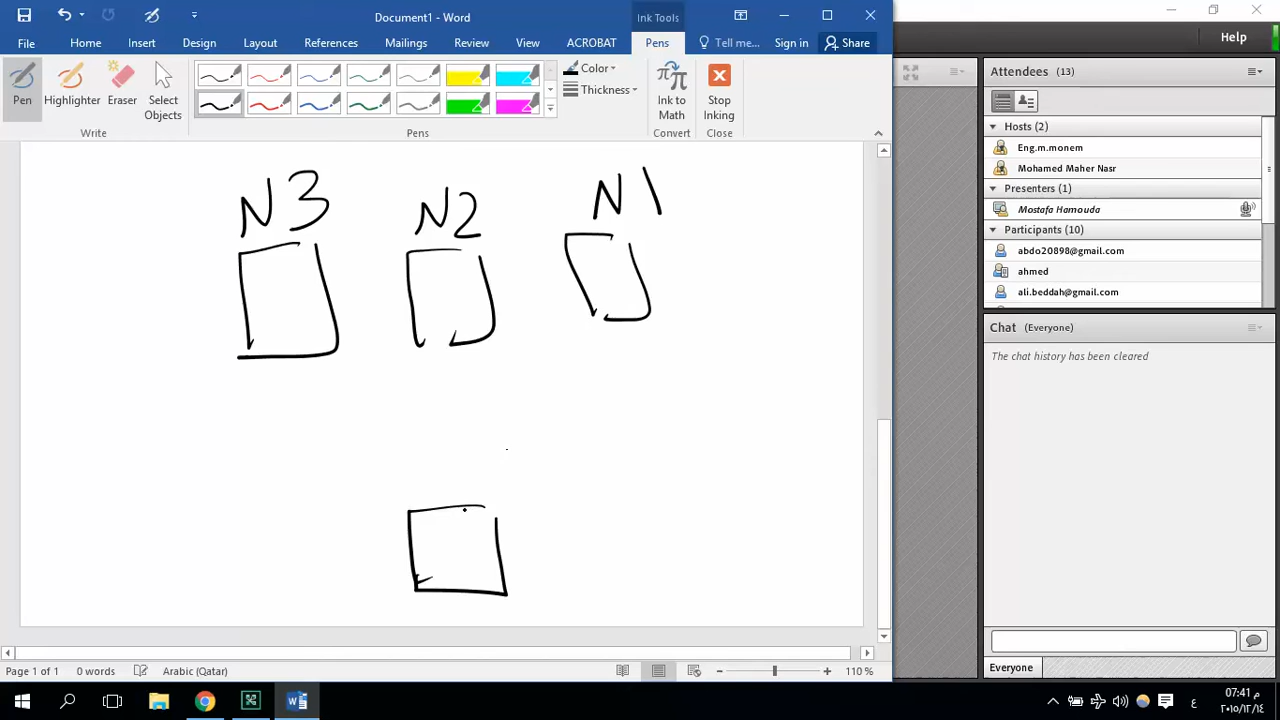 Document1 - Word
Ink Tools
File
Home
Insert
Design
Layout
References
Mailings
Review
View
ACROBAT
Pens
Tell me...
Sign in
Share
Help
Pen
Highlighter
Eraser
Select
Objects
Color
Thickness
Ink to
Math
Stop
Inking
Write
Pens
Convert
Close
N3
N2
N1
Attendees (13)
Hosts (2)
Eng.m.monem
Mohamed Maher Nasr
Presenters (1)
Mostafa Hamouda
Participants (10)
abdo20898@gmail.com
ahmed
ali.beddah@gmail.com
Chat (Everyone)
The chat history has been cleared
Everyone
Page 1 of 1
0 words
Arabic (Qatar)
110 %
ع
07:41 م
٢٠١٥/١٢/١٤